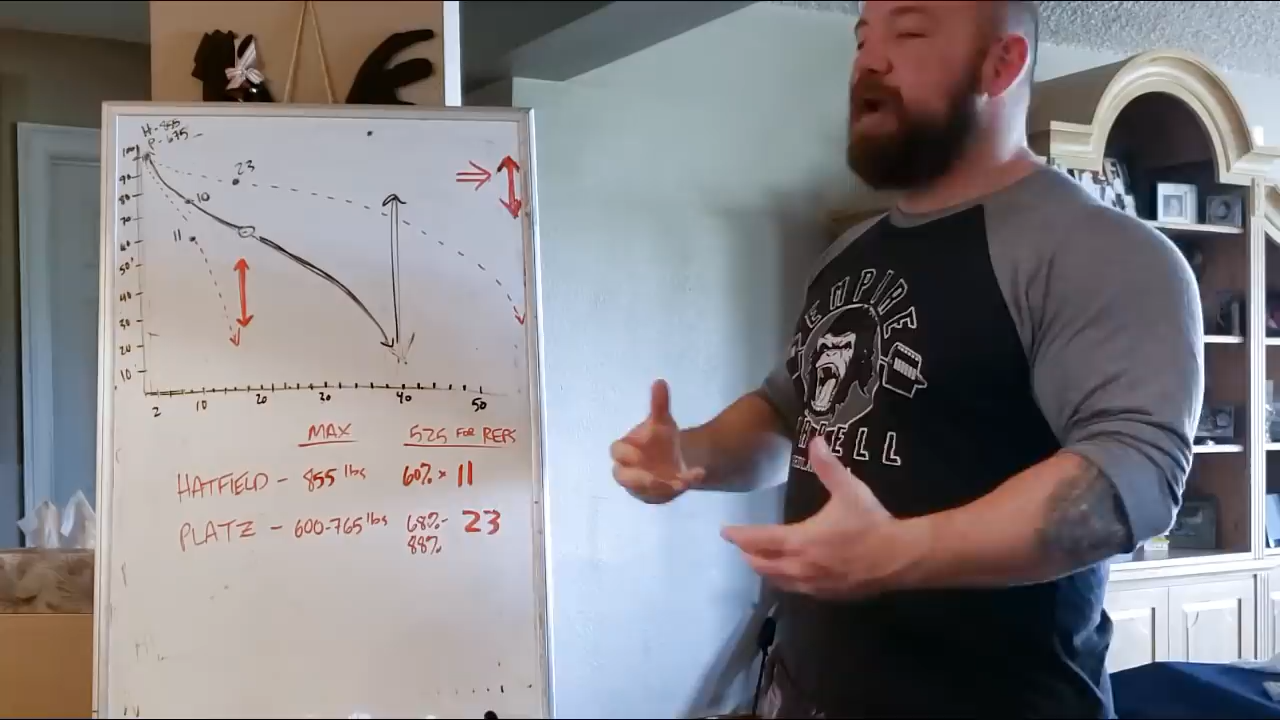 H - 855
P - 675
100
90
80
70
60
50
40
30
20
10
23
10
11
2 10 20 30 40 50
MAX 525 FOR REPS
HATFIELD - 855 lbs 60% x 11
PLATZ - 600-765 lbs 68%- 23
88%
EMPIRE